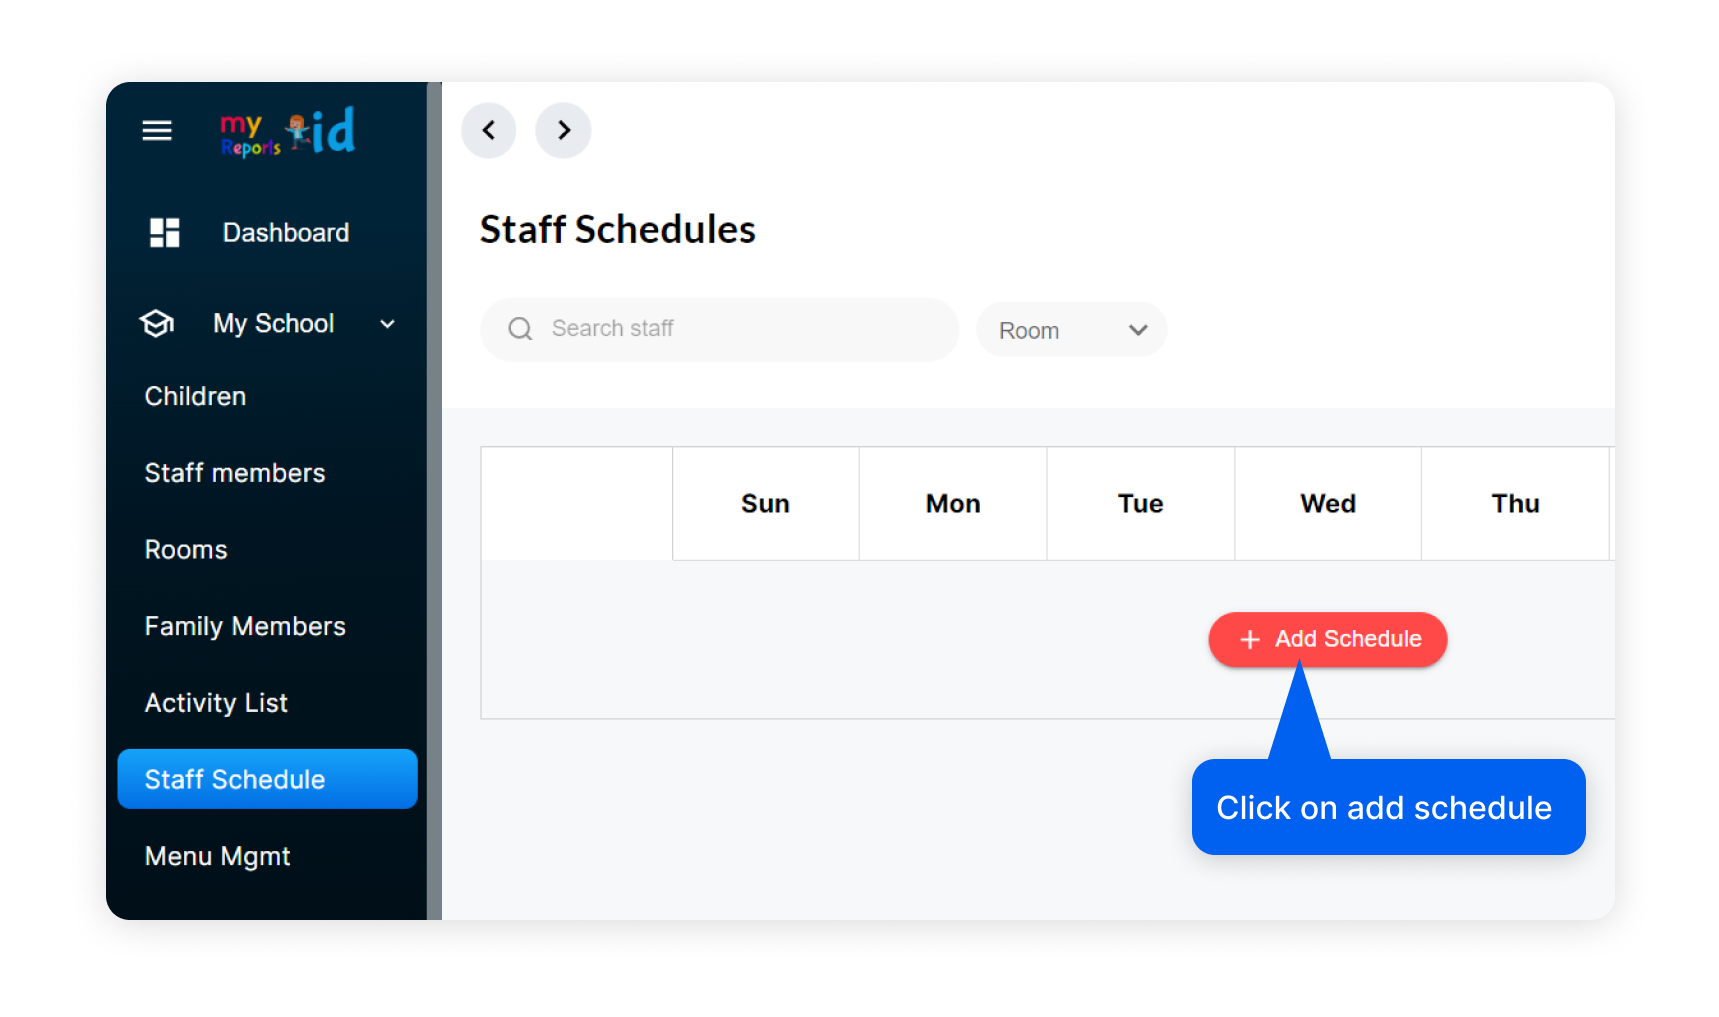 my
Reports
id
Dashboard
My School
Children
Staff members
Rooms
Family Members
Activity List
Staff Schedule
Menu Mgmt
Staff Schedules
Search staff
Room
Sun Mon Tue Wed Thu
+ Add Schedule
Click on add schedule